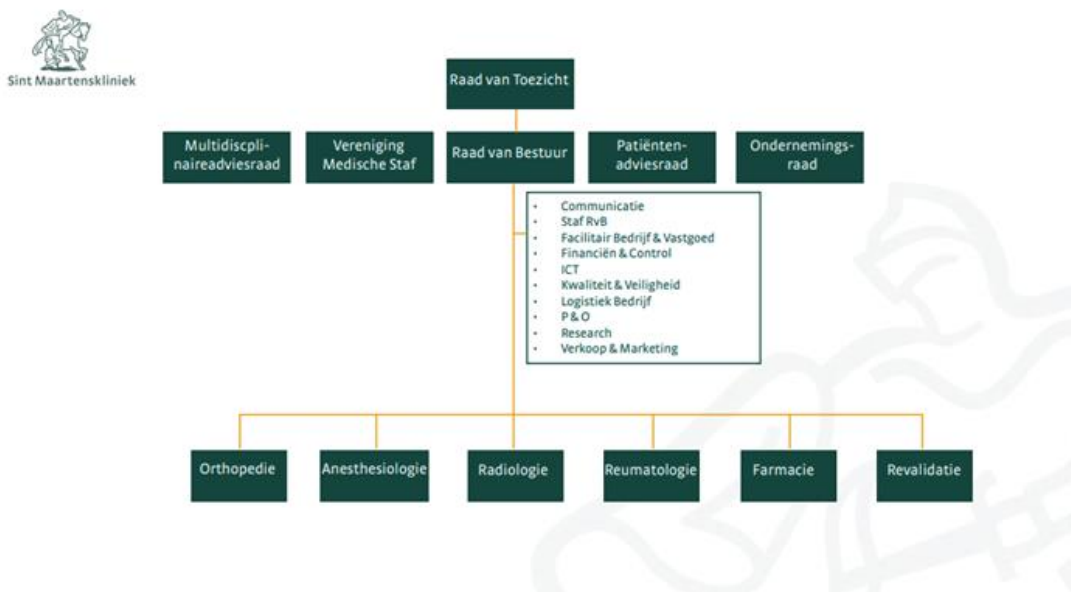 Sint Maartenskliniek
Raad van Toezicht
Multidiscpli-
naireadviesraad
Vereniging
Medische Staf
Raad van Bestuur
Patiënten-
adviesraad
Ondernemings-
raad
• Communicatie
• Staf RvB
• Facilitair Bedrijf & Vastgoed
• Financiën & Control
• ICT
• Kwaliteit & Veiligheid
• Logistiek Bedrijf
• P & O
• Research
• Verkoop & Marketing
Orthopedie
Anesthesiologie
Radiologie
Reumatologie
Farmacie
Revalidatie